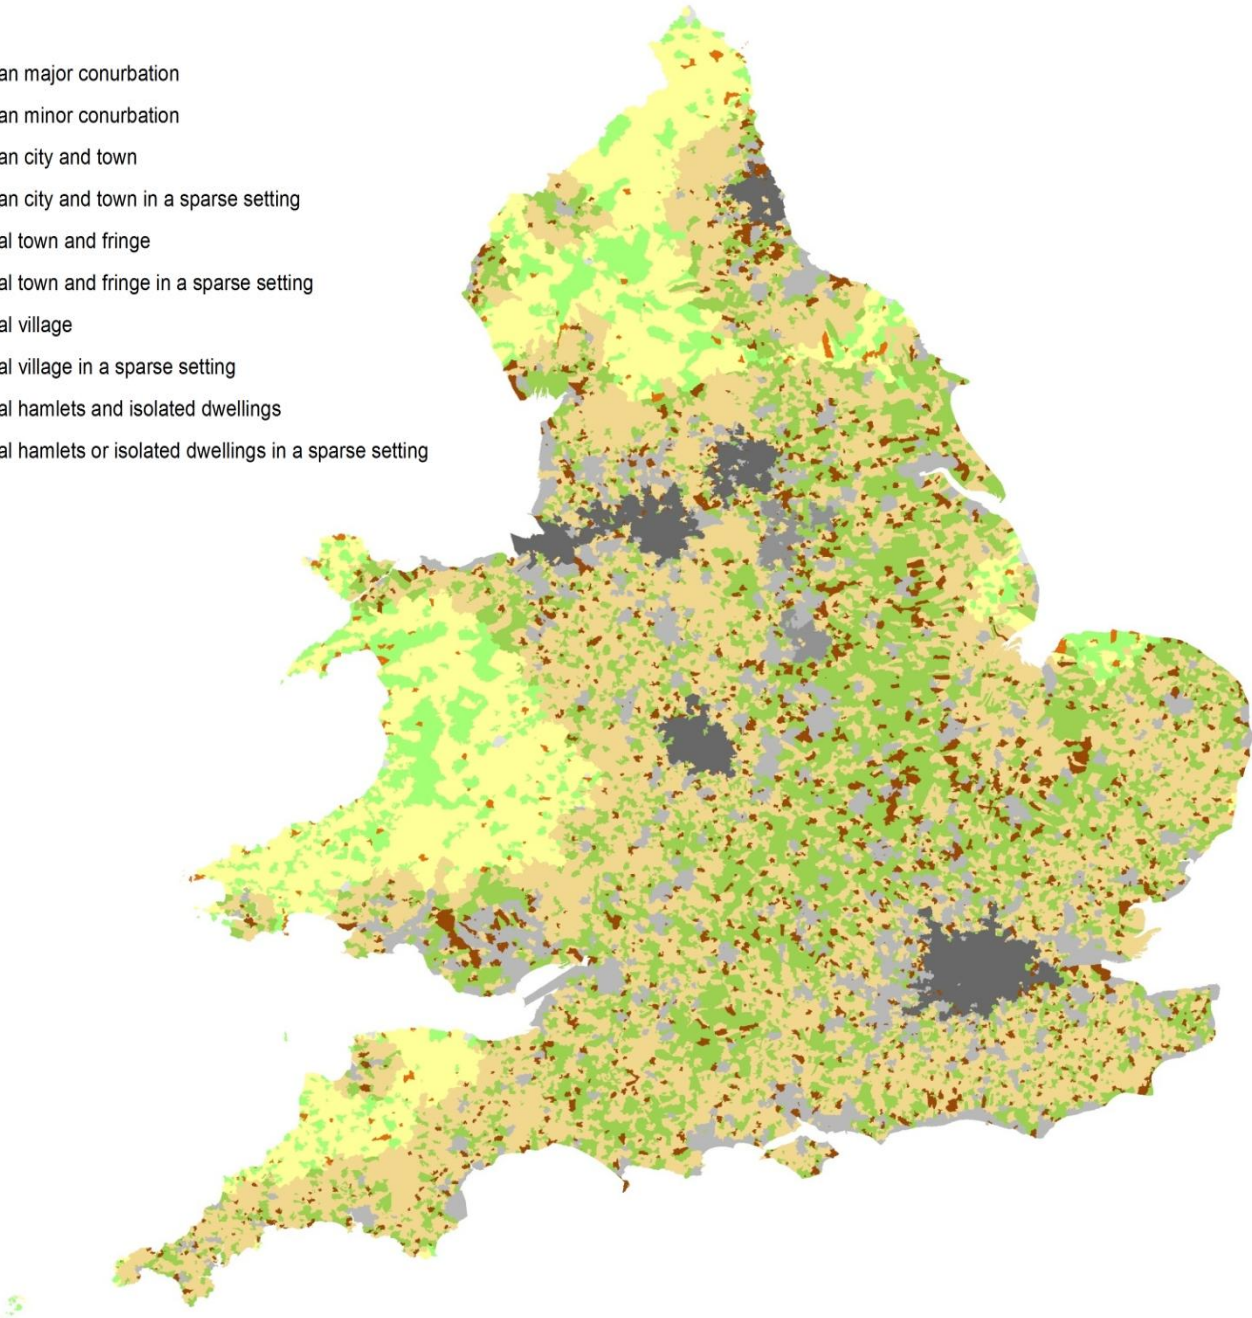 an major conurbation
an minor conurbation
an city and town
an city and town in a sparse setting
al town and fringe
al town and fringe in a sparse setting
al village
al village in a sparse setting
al hamlets and isolated dwellings
al hamlets or isolated dwellings in a sparse setting